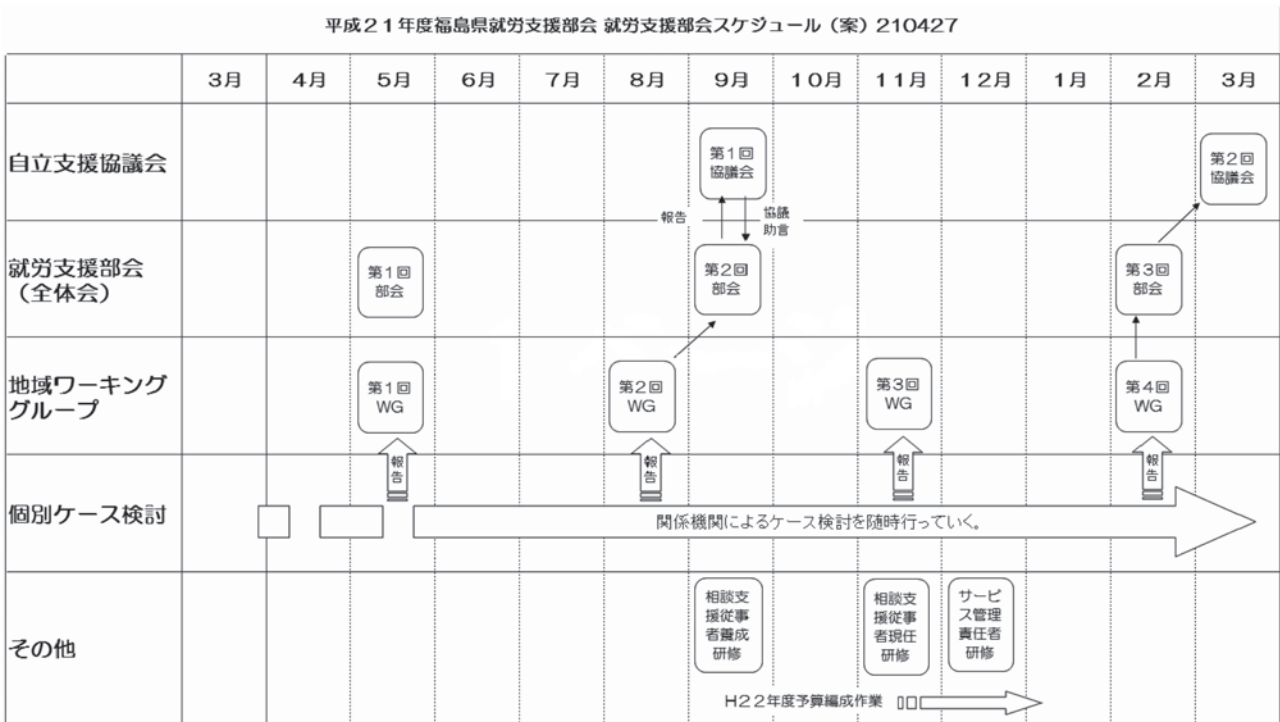 平成２１年度福島県就労支援部会 就労支援部会スケジュール（案）210427
３月 ４月 ５月 ６月 ７月 ８月 ９月 １０月 １１月 １２月 １月 ２月 ３月
自立支援協議会
第１回
協議会
第２回
協議会
報告
協議
助言
就労支援部会
（全体会）
第１回
部会
第２回
部会
第３回
部会
地域ワーキング
グループ
第１回
WG
第２回
WG
第３回
WG
第４回
WG
報告
報告
報告
報告
個別ケース検討
関係機関によるケース検討を随時行っていく。
その他
相談支
援従事
者養成
研修
相談支
援従事
者現任
研修
サービ
ス管理
責任者
研修
H２２年度予算編成作業